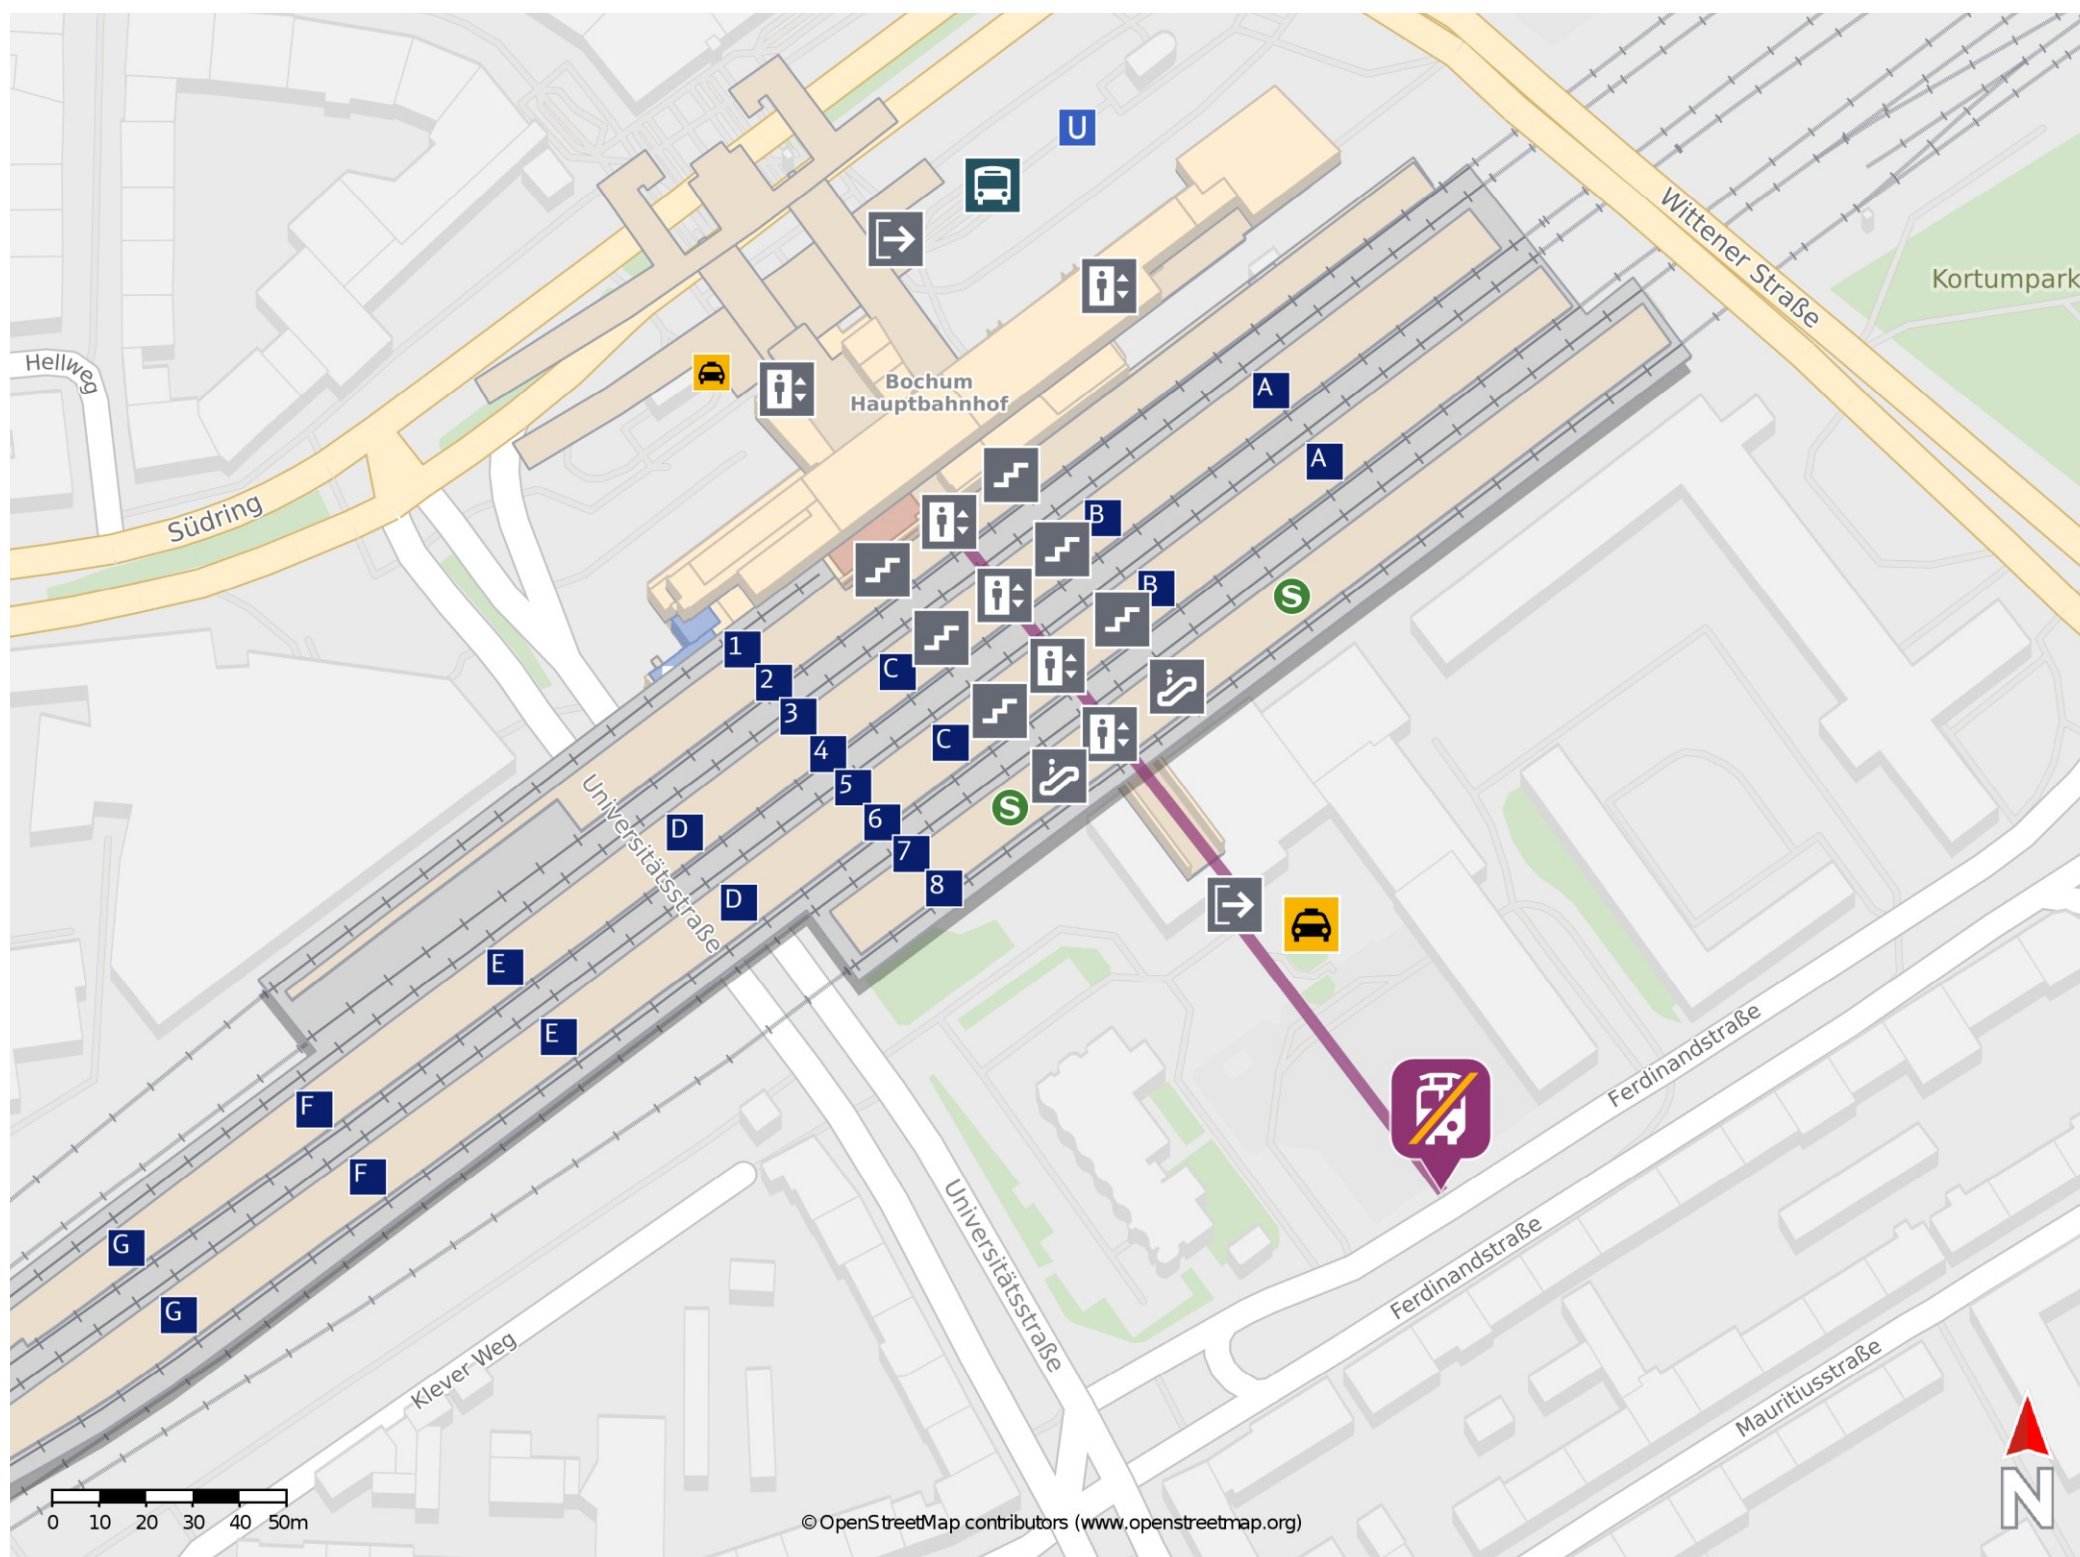 U
Wittener Straße
Kortumpark
Hellweg
Bochum
Hauptbahnhof
A
A
Südring
B
B
S
1
2
C
3
4
C
5
S
6
D
7
8
D
Universitätsstraße
E
E
F
F
G
G
Ferdinandstraße
Universitätsstraße
Ferdinandstraße
Klever Weg
Mauritiusstraße
N
0 10 20 30 40 50m
© OpenStreetMap contributors (www.openstreetmap.org)